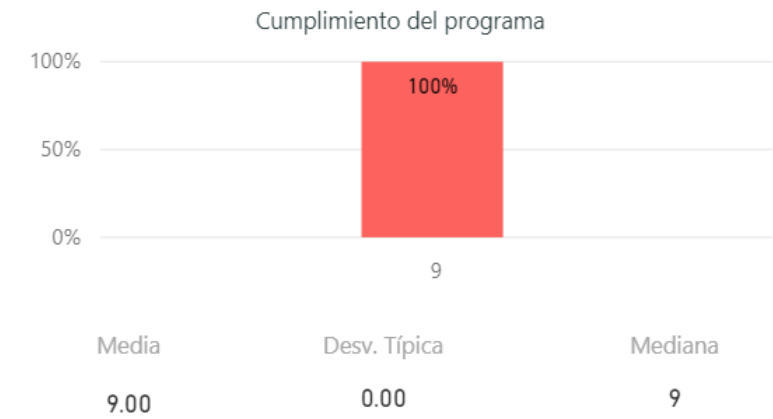 Cumplimiento del programa
100%
100%
50%
0%
9
Media Desv. Típica Mediana
9.00 0.00 9